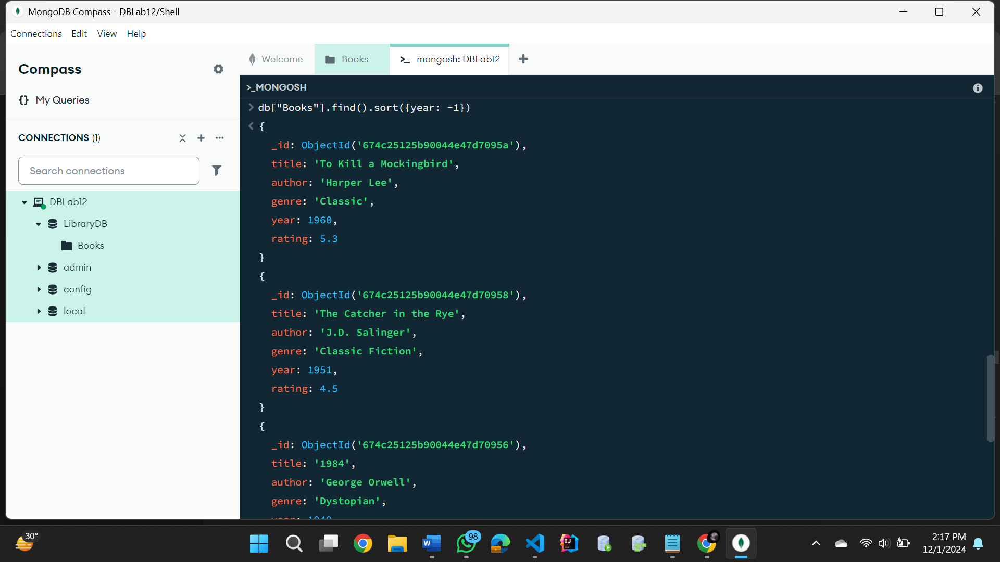 MongoDB Compass - DBLab12/Shell
Connections Edit View Help
Compass
{} My Queries
CONNECTIONS (1)
Search connections
DBLab12
LibraryDB
Books
admin
config
local
Welcome
Books
>_ mongosh: DBLab12
>_MONGOSH
> db["Books"].find().sort({year: -1})
< {
_id: ObjectId('674c25125b90044e47d7095a'),
title: 'To Kill a Mockingbird',
author: 'Harper Lee',
genre: 'Classic',
year: 1960,
rating: 5.3
}
{
_id: ObjectId('674c25125b90044e47d70958'),
title: 'The Catcher in the Rye',
author: 'J.D. Salinger',
genre: 'Classic Fiction',
year: 1951,
rating: 4.5
}
{
_id: ObjectId('674c25125b90044e47d70956'),
title: '1984',
author: 'George Orwell',
genre: 'Dystopian',
year: 1949
30°
W
98
IJ
2:17 PM
12/1/2024